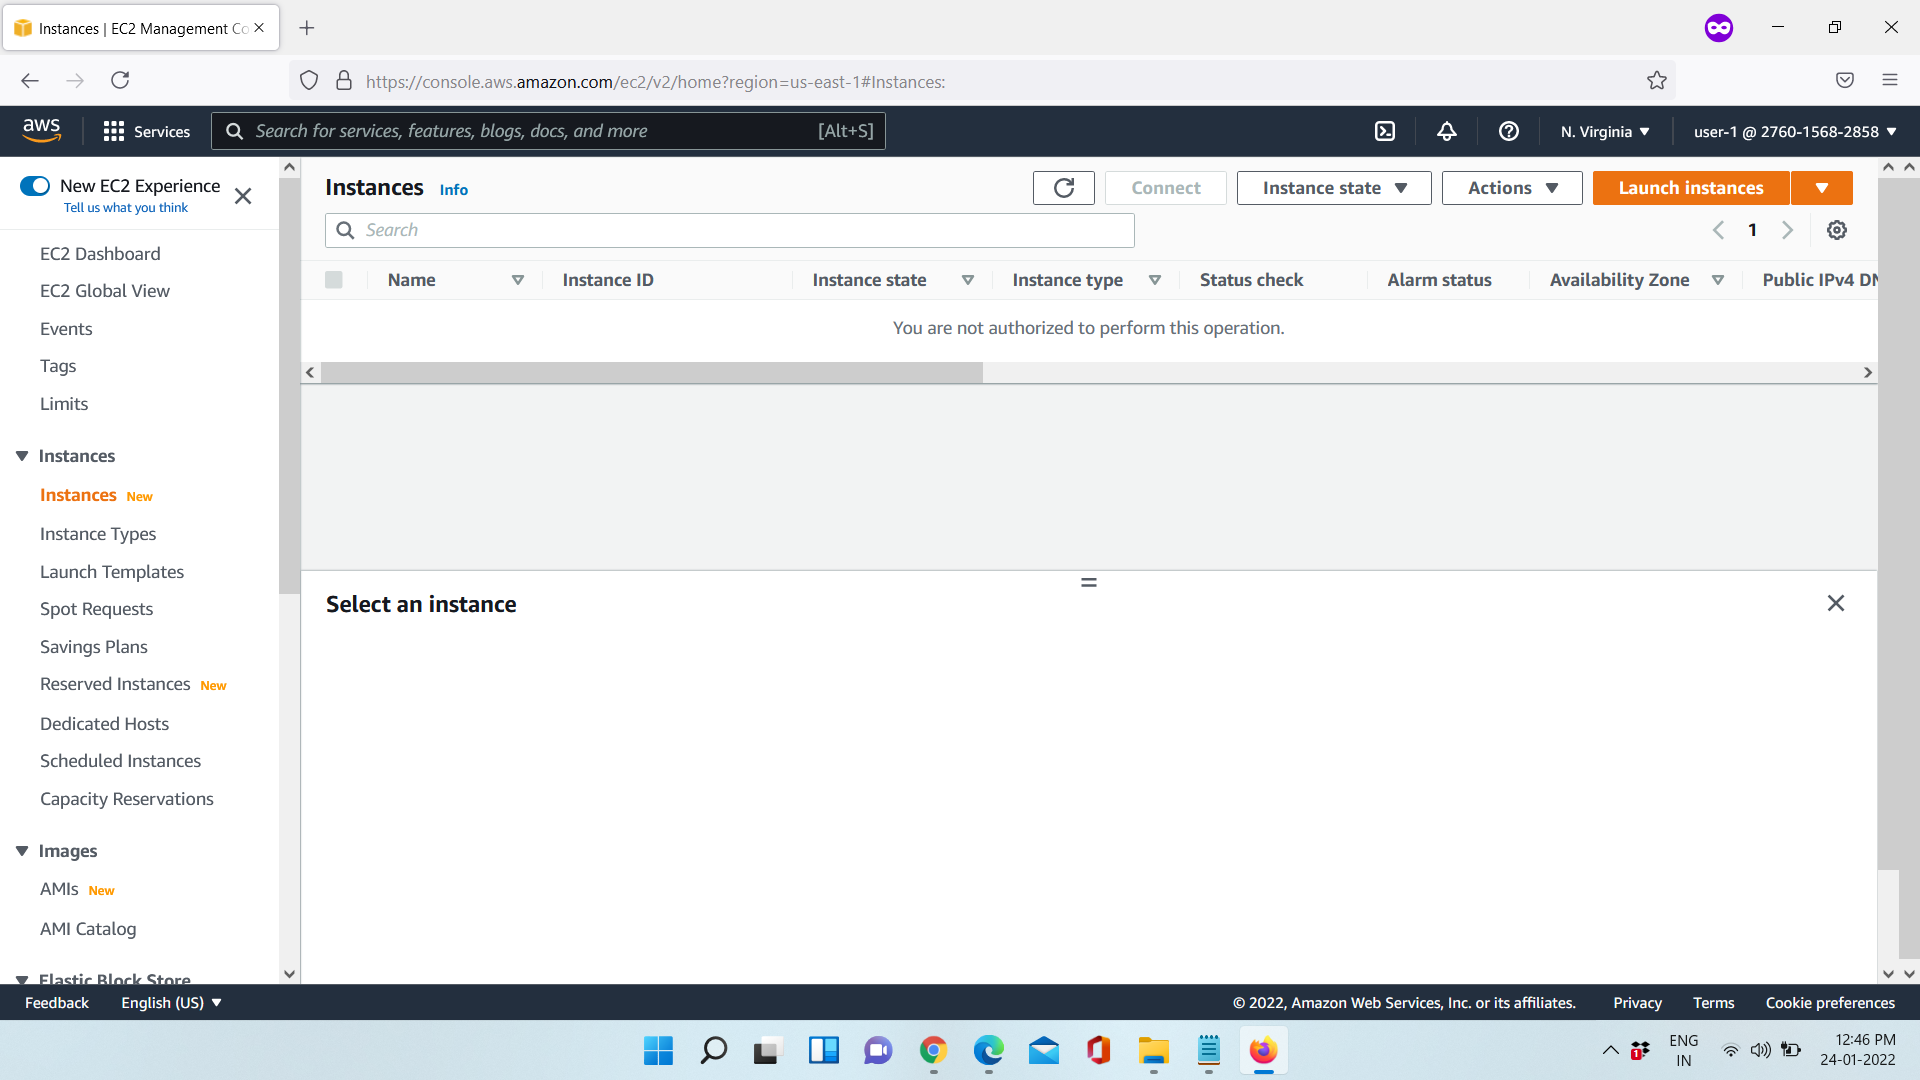 Instances | EC2 Management Co
https://console.aws.amazon.com/ec2/v2/home?region=us-east-1#Instances:
aws
Services
Search for services, features, blogs, docs, and more
[Alt+S]
N. Virginia
user-1 @ 2760-1568-2858
New EC2 Experience
Tell us what you think
EC2 Dashboard
EC2 Global View
Events
Tags
Limits
Instances
Instances New
Instance Types
Launch Templates
Spot Requests
Savings Plans
Reserved Instances New
Dedicated Hosts
Scheduled Instances
Capacity Reservations
Images
AMIs New
AMI Catalog
Elastic Block Store
Instances Info
Connect
Instance state
Actions
Launch instances
Search
1
Name
Instance ID
Instance state
Instance type
Status check
Alarm status
Availability Zone
Public IPv4 DN
You are not authorized to perform this operation.
Select an instance
Feedback
English (US)
© 2022, Amazon Web Services, Inc. or its affiliates.
Privacy
Terms
Cookie preferences
1
ENG
IN
12:46 PM
24-01-2022